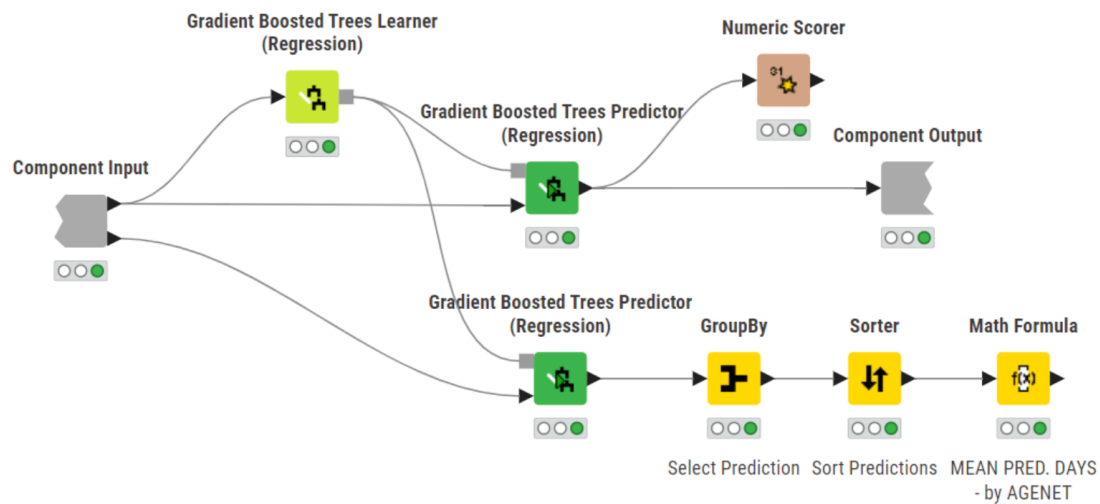 Gradient Boosted Trees Learner
(Regression)
Numeric Scorer
31
Gradient Boosted Trees Predictor
(Regression)
Component Output
Component Input
Gradient Boosted Trees Predictor
(Regression)
GroupBy
Sorter
Math Formula
f(x)
Select Prediction
Sort Predictions
MEAN PRED. DAYS
- by AGENET